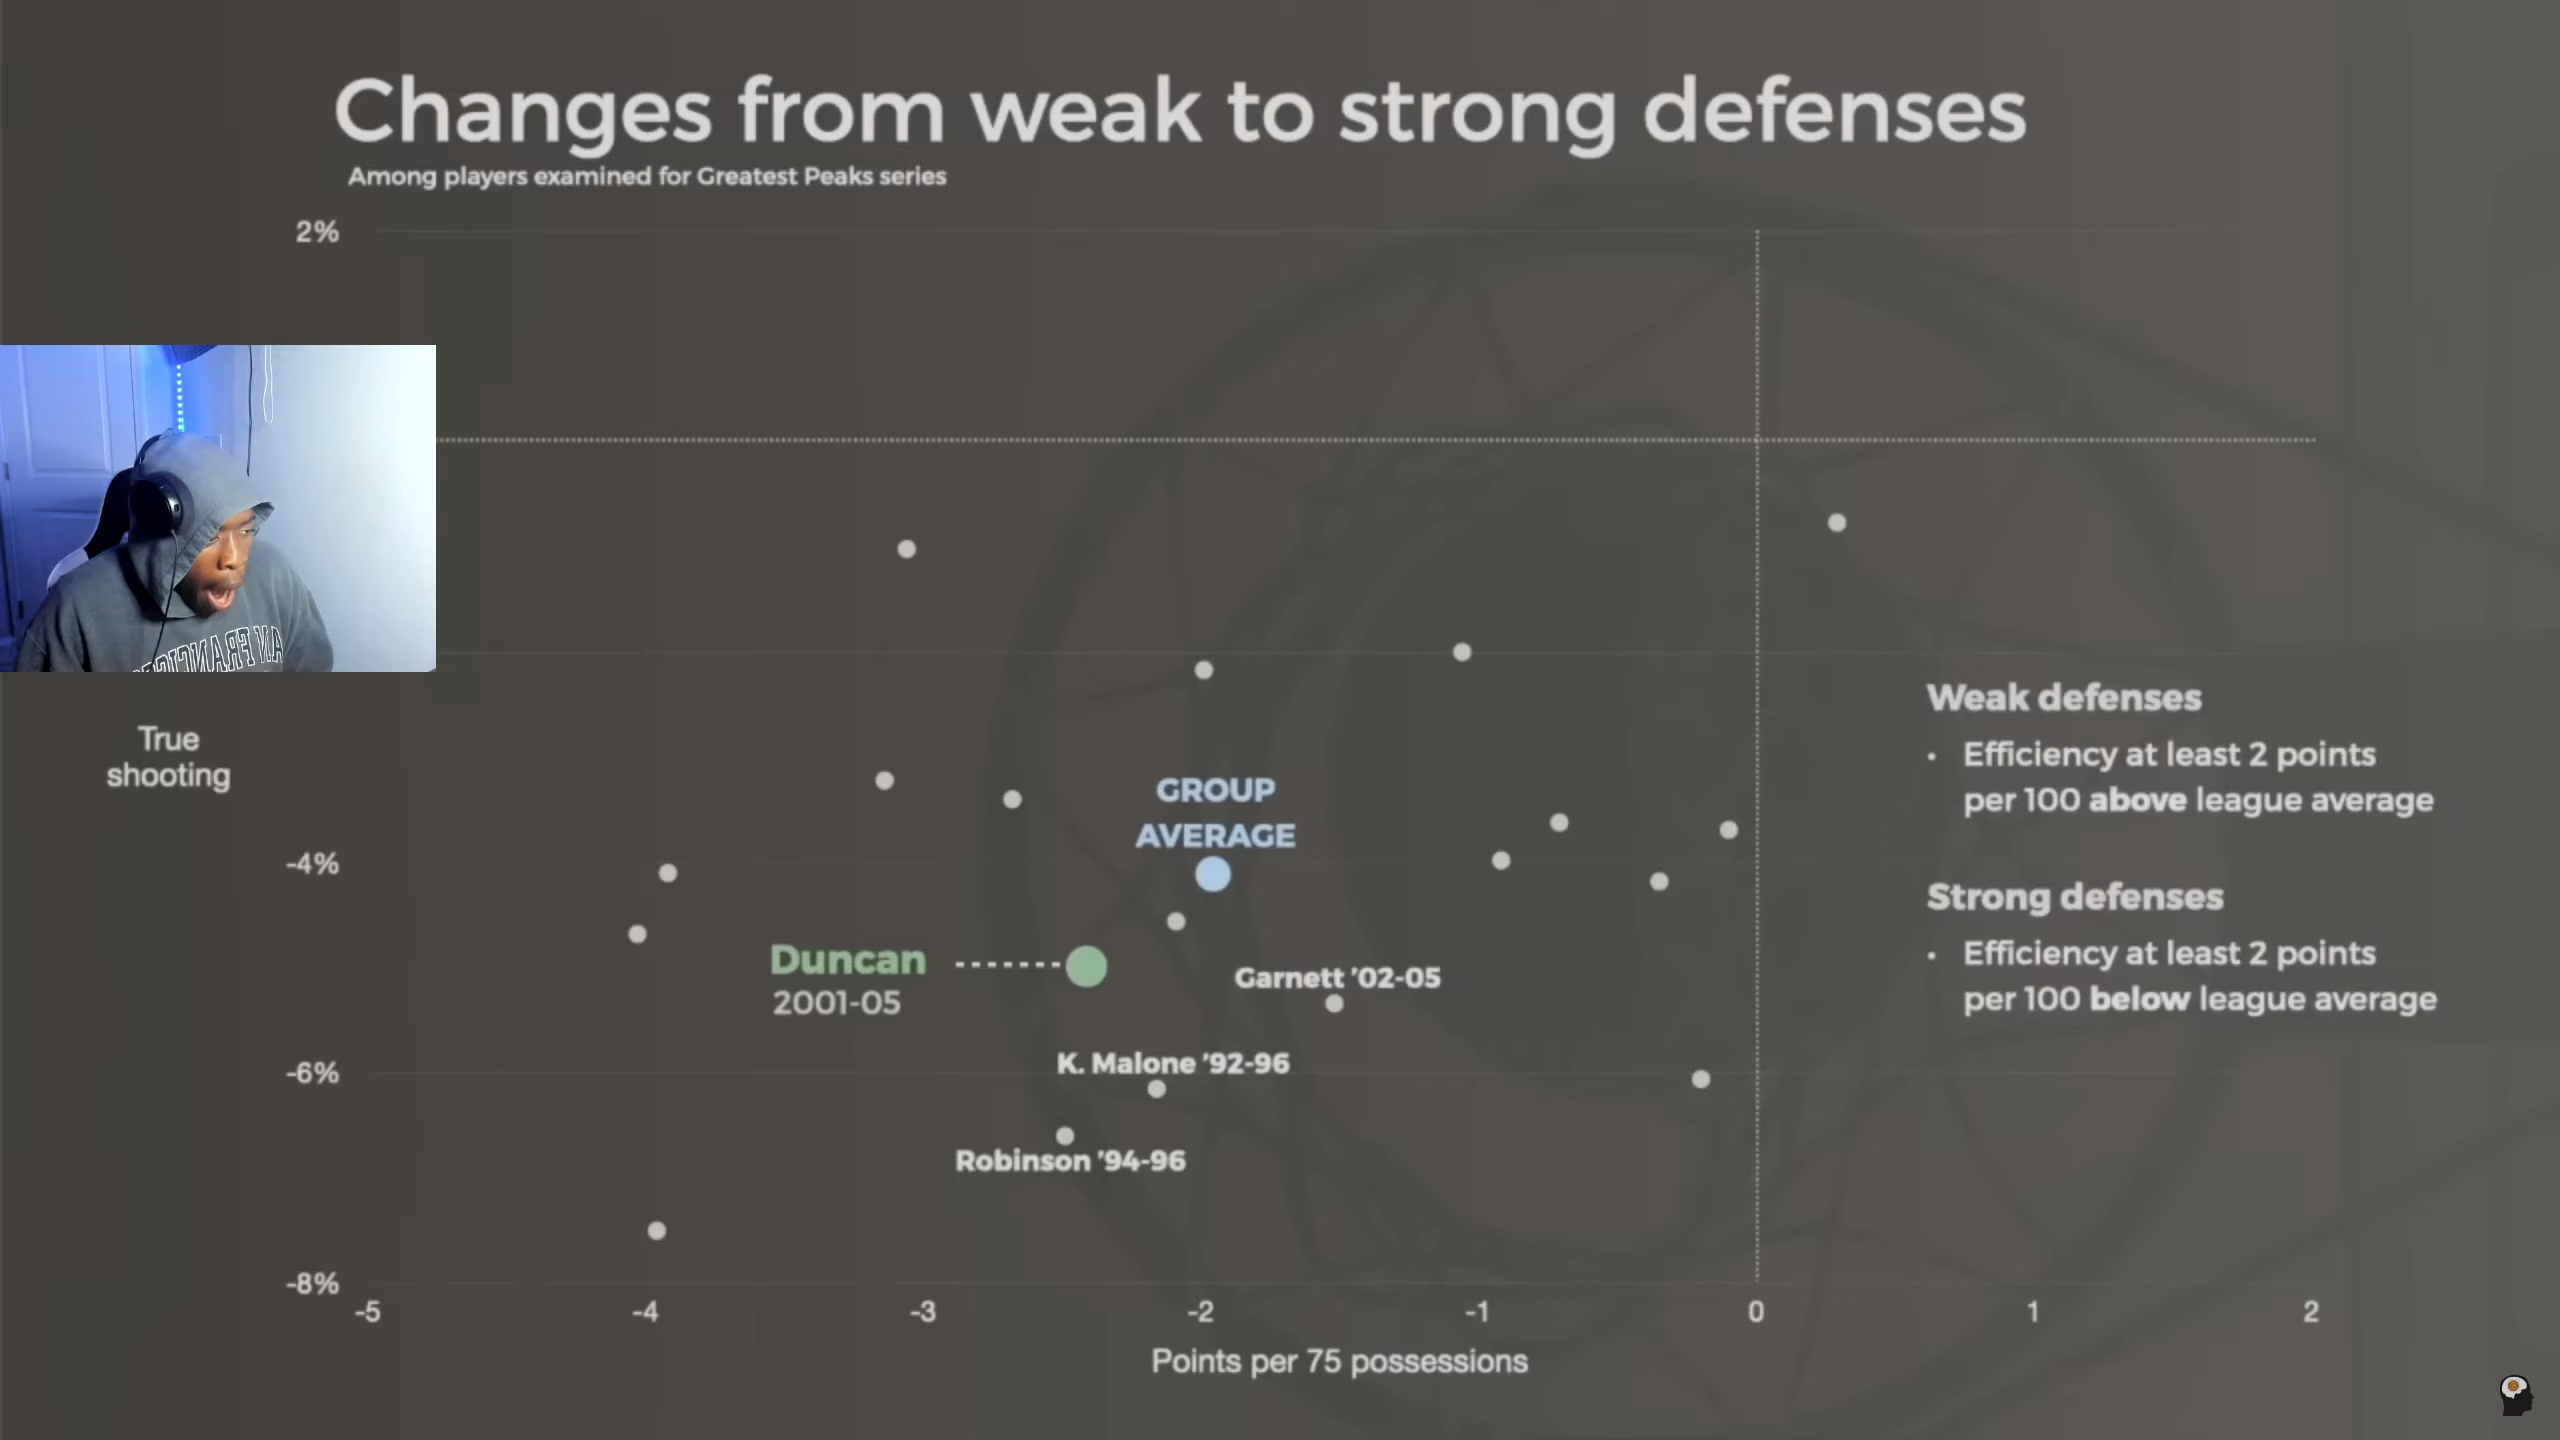 Changes from weak to strong defenses
Among players examined for Greatest Peaks series
2%
True
shooting
-4%
-6%
-8%
GROUP
AVERAGE
Duncan
2001-05
Garnett '02-05
K. Malone '92-96
Robinson '94-96
Weak defenses
• Efficiency at least 2 points
per 100 above league average
Strong defenses
• Efficiency at least 2 points
per 100 below league average
-5 -4 -3 -2 -1 0 1 2
Points per 75 possessions